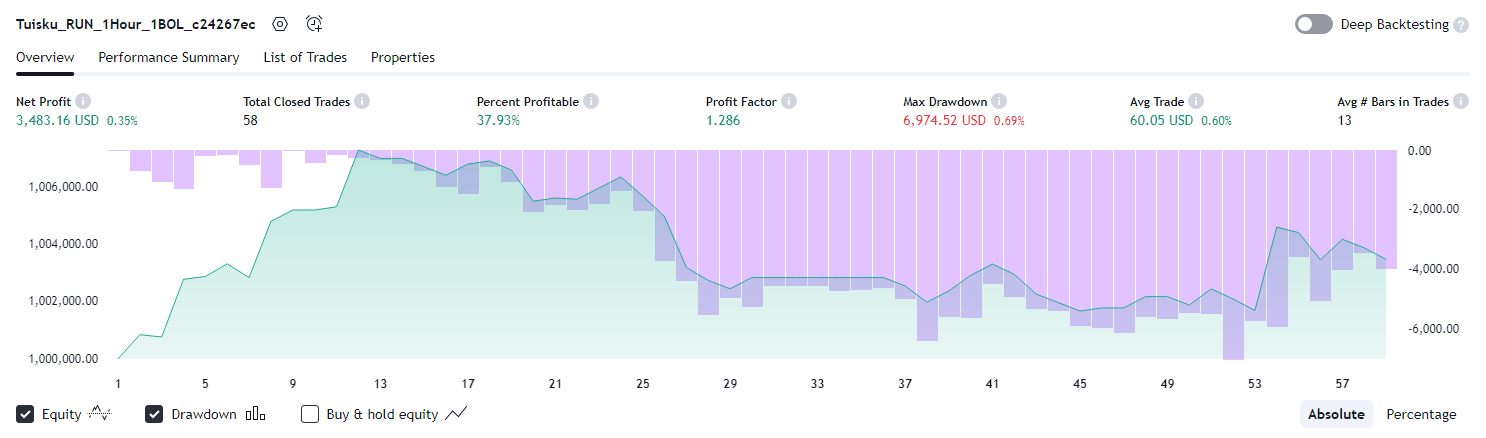 Tuisku_RUN_1Hour_1BOL_c24267ec Deep Backtesting ?
Overview Performance Summary List of Trades Properties
Net Profit i Total Closed Trades i Percent Profitable i Profit Factor i Max Drawdown i Avg Trade i Avg # Bars in Trades i
3,483.16 USD 0.35% 58 37.93% 1.286 6,974.52 USD 0.69% 60.05 USD 0.60% 13
0.00
1,006,000.00
-2,000.00
1,004,000.00
-4,000.00
1,002,000.00
-6,000.00
1,000,000.00
1 5 9 13 17 21 25 29 33 37 41 45 49 53 57
Equity Drawdown Buy & hold equity Absolute Percentage